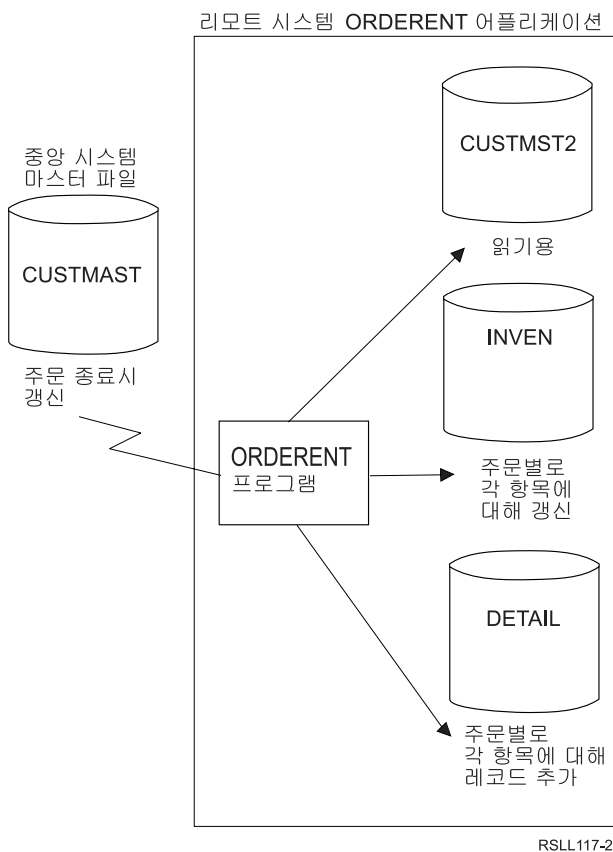 리모트 시스템 ORDERENT 어플리케이션
CUSTMST2
읽기용
중앙 시스템
마스터 파일
CUSTMAST
주문 종료시
갱신
INVEN
주문별로
각 항목에
대해 갱신
ORDERENT
프로그램
DETAIL
주문별로
각 항목에 대해
레코드 추가
RSLL117-2